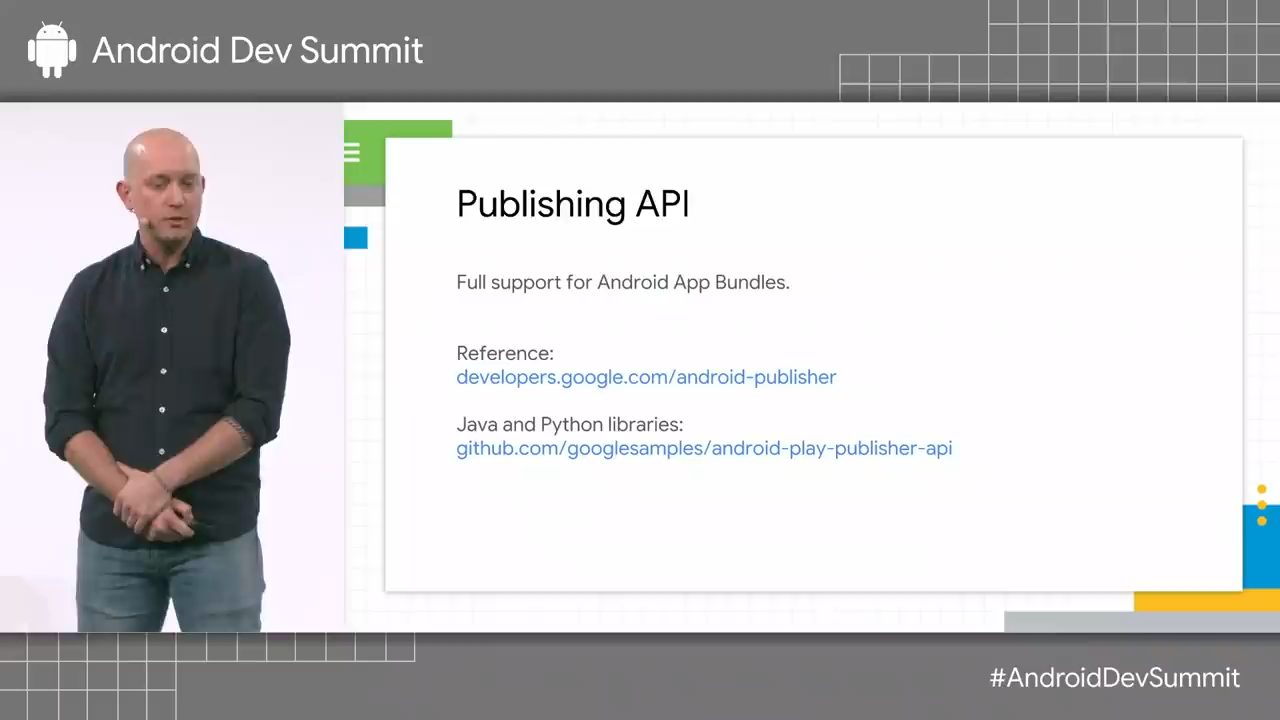 Android Dev Summit
Publishing API
Full support for Android App Bundles.
Reference:
developers.google.com/android-publisher
Java and Python libraries:
github.com/googlesamples/android-play-publisher-api
#AndroidDevSummit